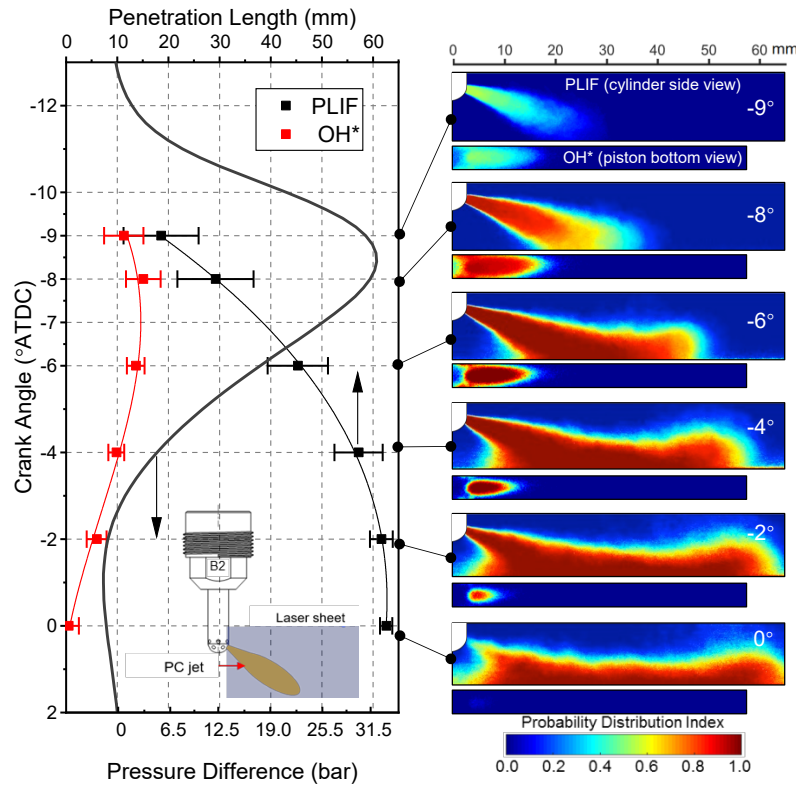 Penetration Length (mm)
0 10 20 30 40 50 60
0 10 20 30 40 50 60 mm
PLIF
OH*
-12
-10
-9
-8
-7
-6
-4
-2
0
2
Crank Angle (°ATDC)
B2
Laser sheet
PC jet
0 6.5 12.5 19.0 25.5 31.5
Pressure Difference (bar)
PLIF (cylinder side view)
-9°
OH* (piston bottom view)
-8°
-6°
-4°
-2°
0°
Probability Distribution Index
0.0 0.2 0.4 0.6 0.8 1.0